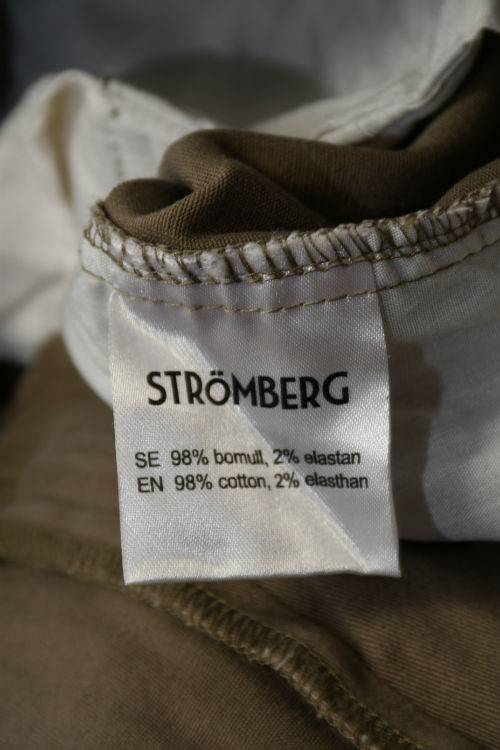 STRÖMBERG
SE 98% bomull, 2% elastan
EN 98% cotton, 2% elasthan